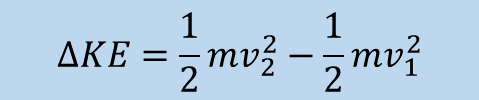 ΔKE = 1/2 mv₂² − 1/2 mv₁²